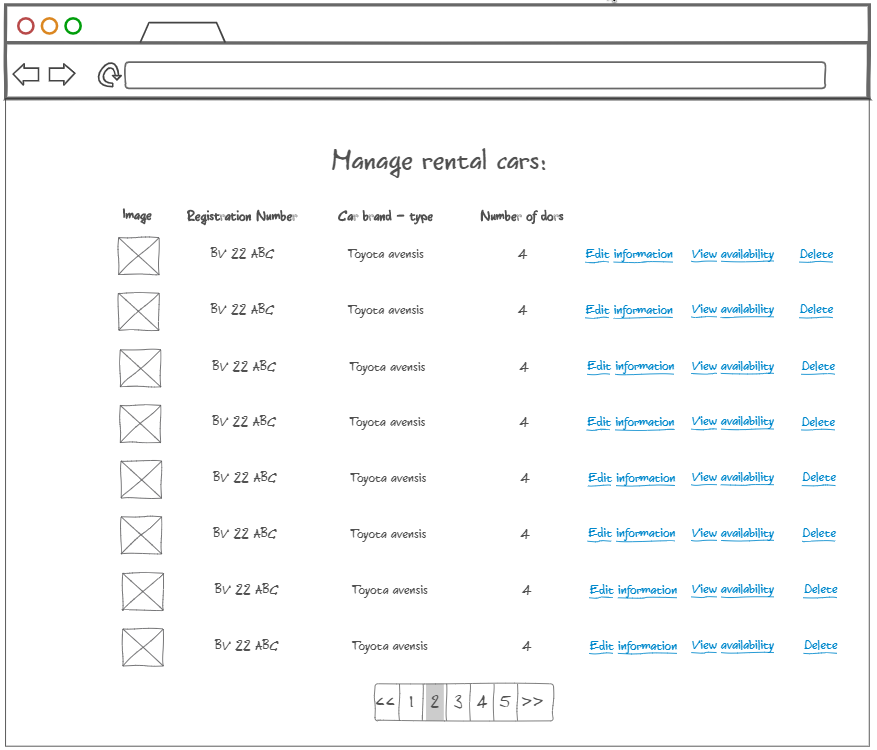 Manage rental cars:
Image Registration Number Car brand - type Number of dors
BV 22 ABC Toyota avensis 4 Edit information View availability Delete
BV 22 ABC Toyota avensis 4 Edit information View availability Delete
BV 22 ABC Toyota avensis 4 Edit information View availability Delete
BV 22 ABC Toyota avensis 4 Edit information View availability Delete
BV 22 ABC Toyota avensis 4 Edit information View availability Delete
BV 22 ABC Toyota avensis 4 Edit information View availability Delete
BV 22 ABC Toyota avensis 4 Edit information View availability Delete
BV 22 ABC Toyota avensis 4 Edit information View availability Delete
<< 1 2 3 4 5 >>